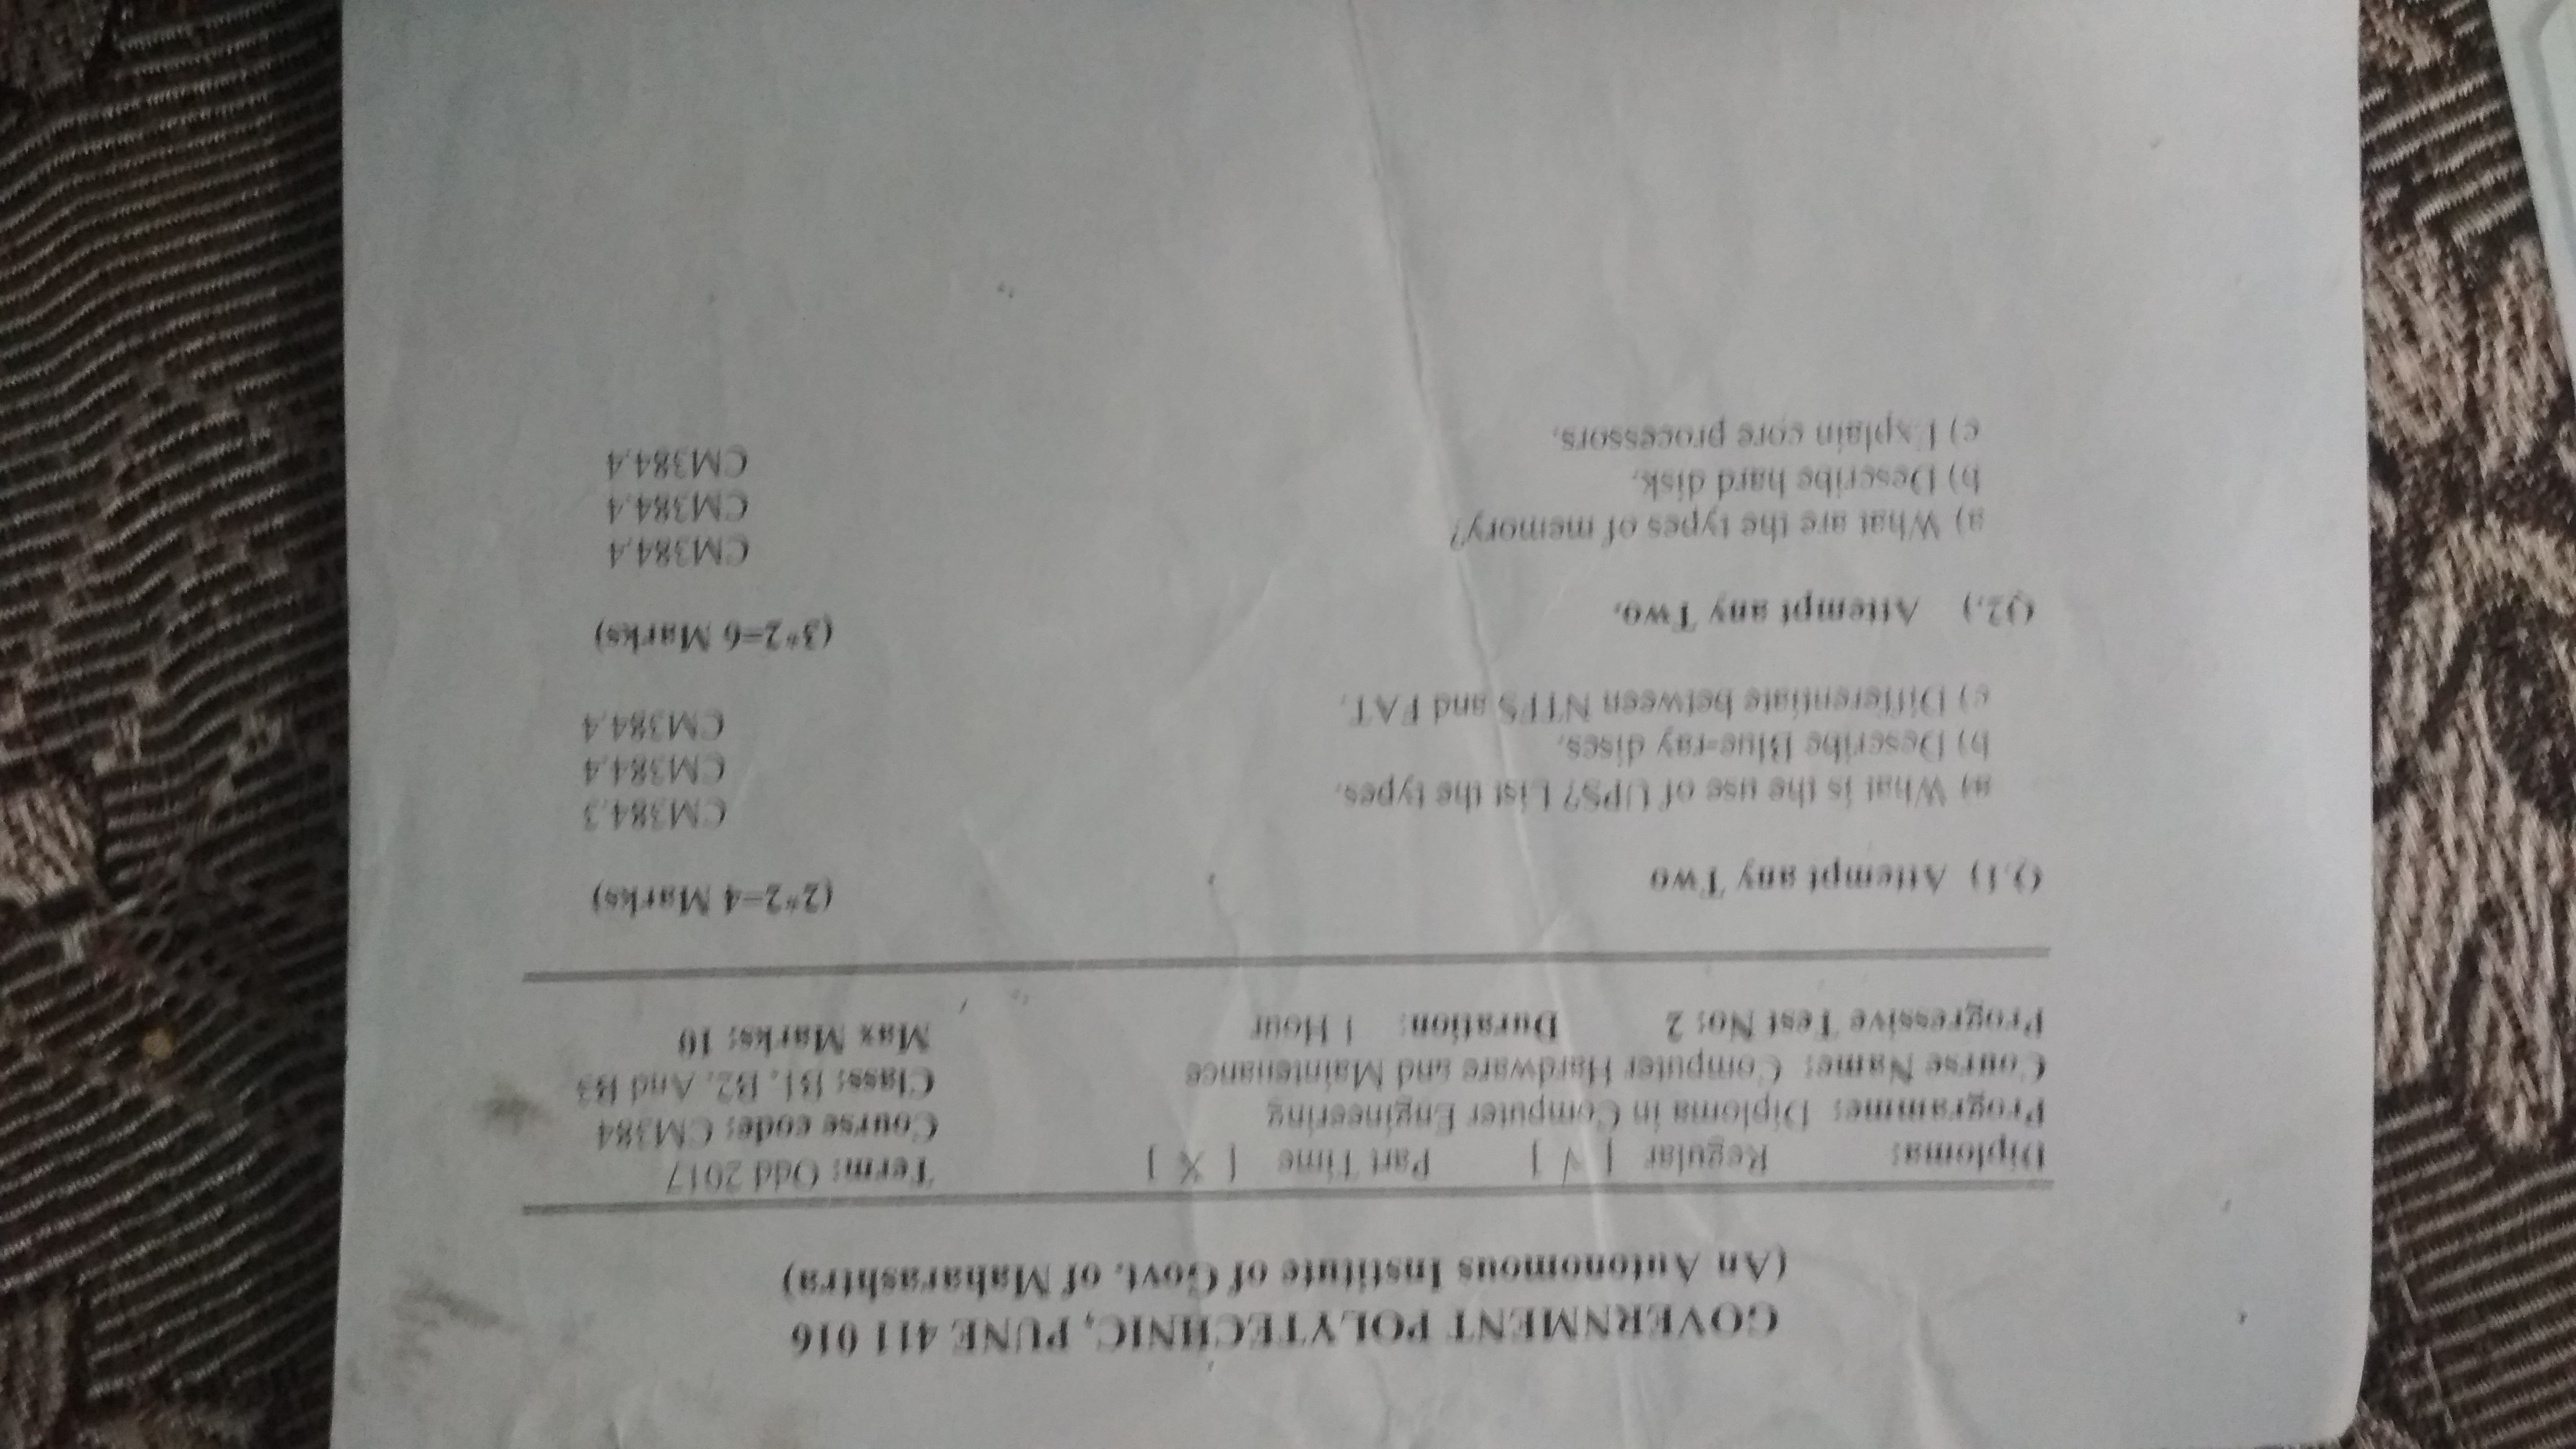 GOVERNMENT POLYTECHNIC, PUNE 411 016
(An Autonomous Institute of Govt. of Maharashtra)
Diploma: Regular [ √ ] Part Time [ X ] Term: Odd 2017
Programme: Diploma in Computer Engineering Course code: CM384
Course Name: Computer Hardware and Maintenance Class: B1, B2, And B3
Progressive Test No: 2 Duration: 1 Hour Max Marks: 10
Q.1) Attempt any Two (2*2=4 Marks)
a) What is the use of UPS? List the types. CM384.3
b) Describe Blue-ray discs. CM384.4
c) Differentiate between NTFS and FAT. CM384.4
Q2.) Attempt any Two. (3*2=6 Marks)
a) What are the types of memory? CM384.4
b) Describe hard disk. CM384.4
c) Explain core processors. CM384.4